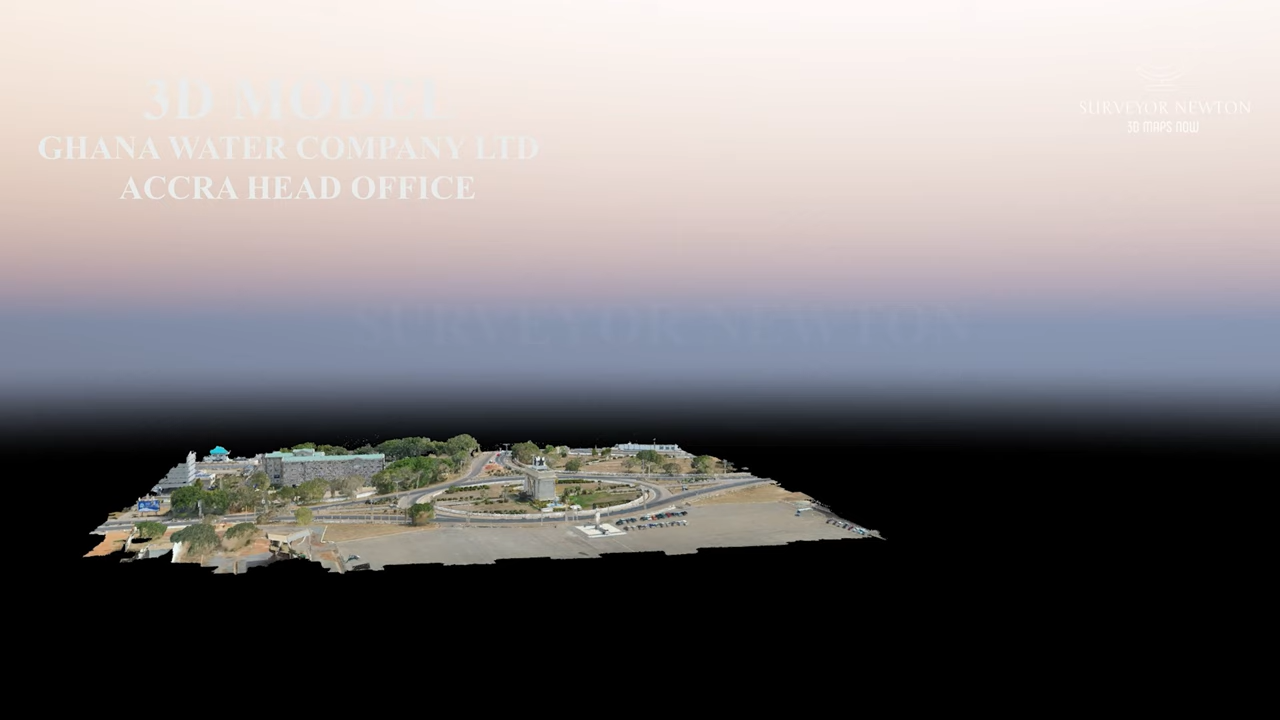 3D MODEL
GHANA WATER COMPANY LTD
ACCRA HEAD OFFICE
SURVEYOR NEWTON
3D MAPS NOW
SURVEYOR NEWTON